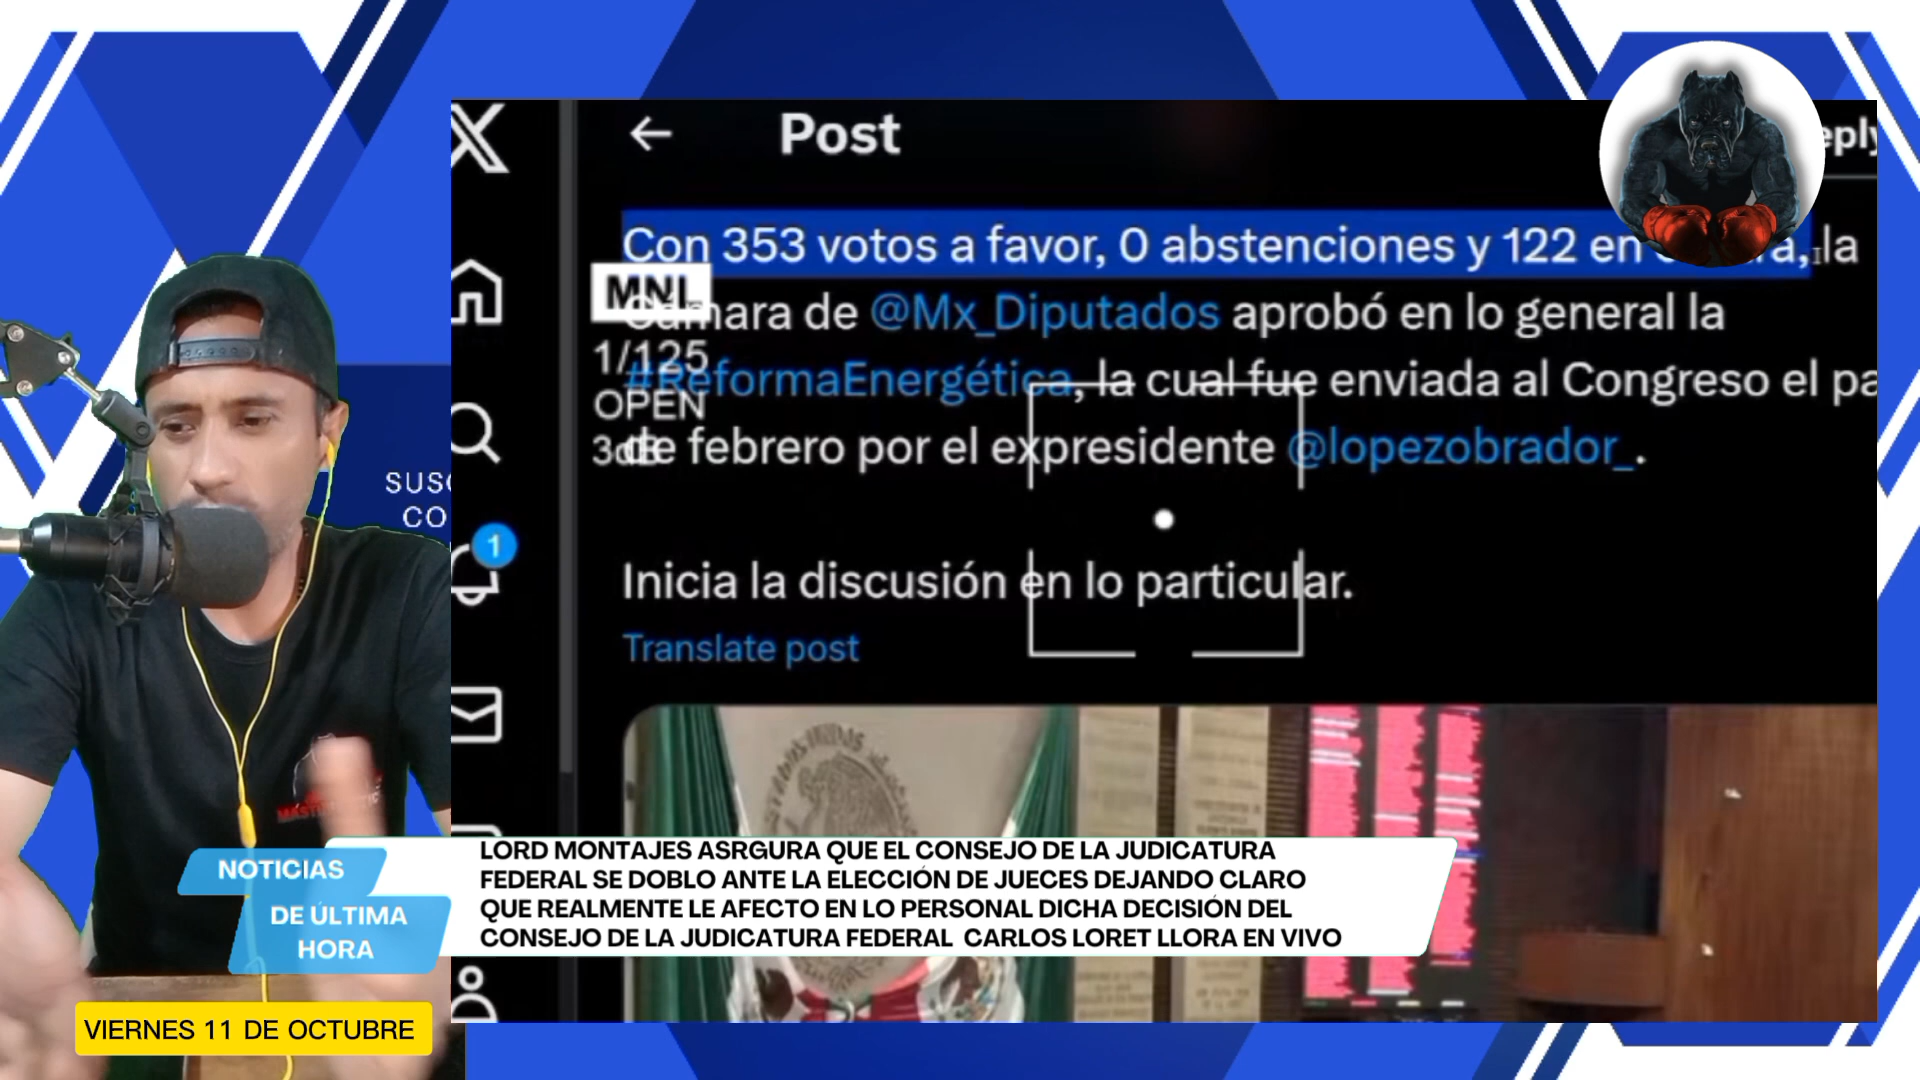 Post
Con 353 votos a favor, 0 abstenciones y 122 en la
mara de @Mx_Diputados aprobó en lo general la
#ReformaEnergética, la cual fue enviada al Congreso el pa
de febrero por el expresidente @lopezobrador_.
Inicia la discusión en lo particular.
Translate post
MNL
1/125
OPEN
3dB
1
SUS
CO
NOTICIAS
DE ÚLTIMA
HORA
LORD MONTAJES ASRGURA QUE EL CONSEJO DE LA JUDICATURA
FEDERAL SE DOBLO ANTE LA ELECCIÓN DE JUECES DEJANDO CLARO
QUE REALMENTE LE AFECTO EN LO PERSONAL DICHA DECISIÓN DEL
CONSEJO DE LA JUDICATURA FEDERAL CARLOS LORET LLORA EN VIVO
VIERNES 11 DE OCTUBRE